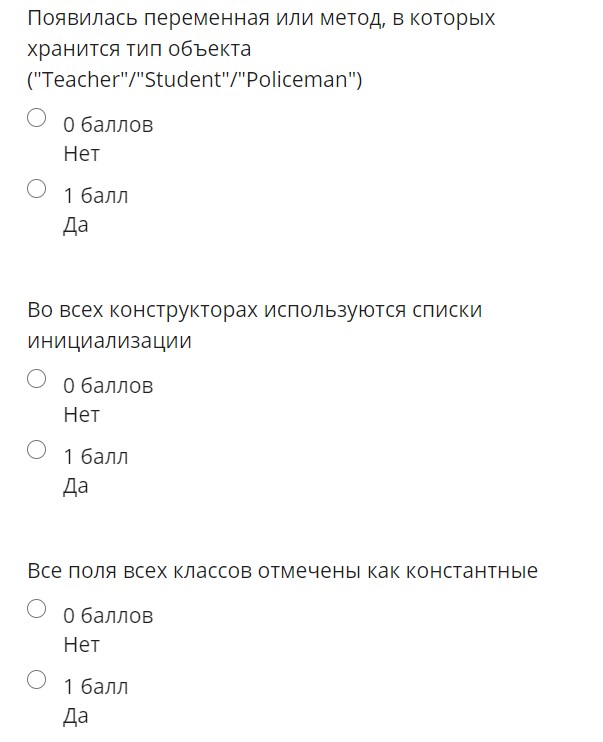 Появилась переменная или метод, в которых
хранится тип объекта
("Teacher"/"Student"/"Policeman")
0 баллов
Нет
1 балл
Да
Во всех конструкторах используются списки
инициализации
0 баллов
Нет
1 балл
Да
Все поля всех классов отмечены как константные
0 баллов
Нет
1 балл
Да